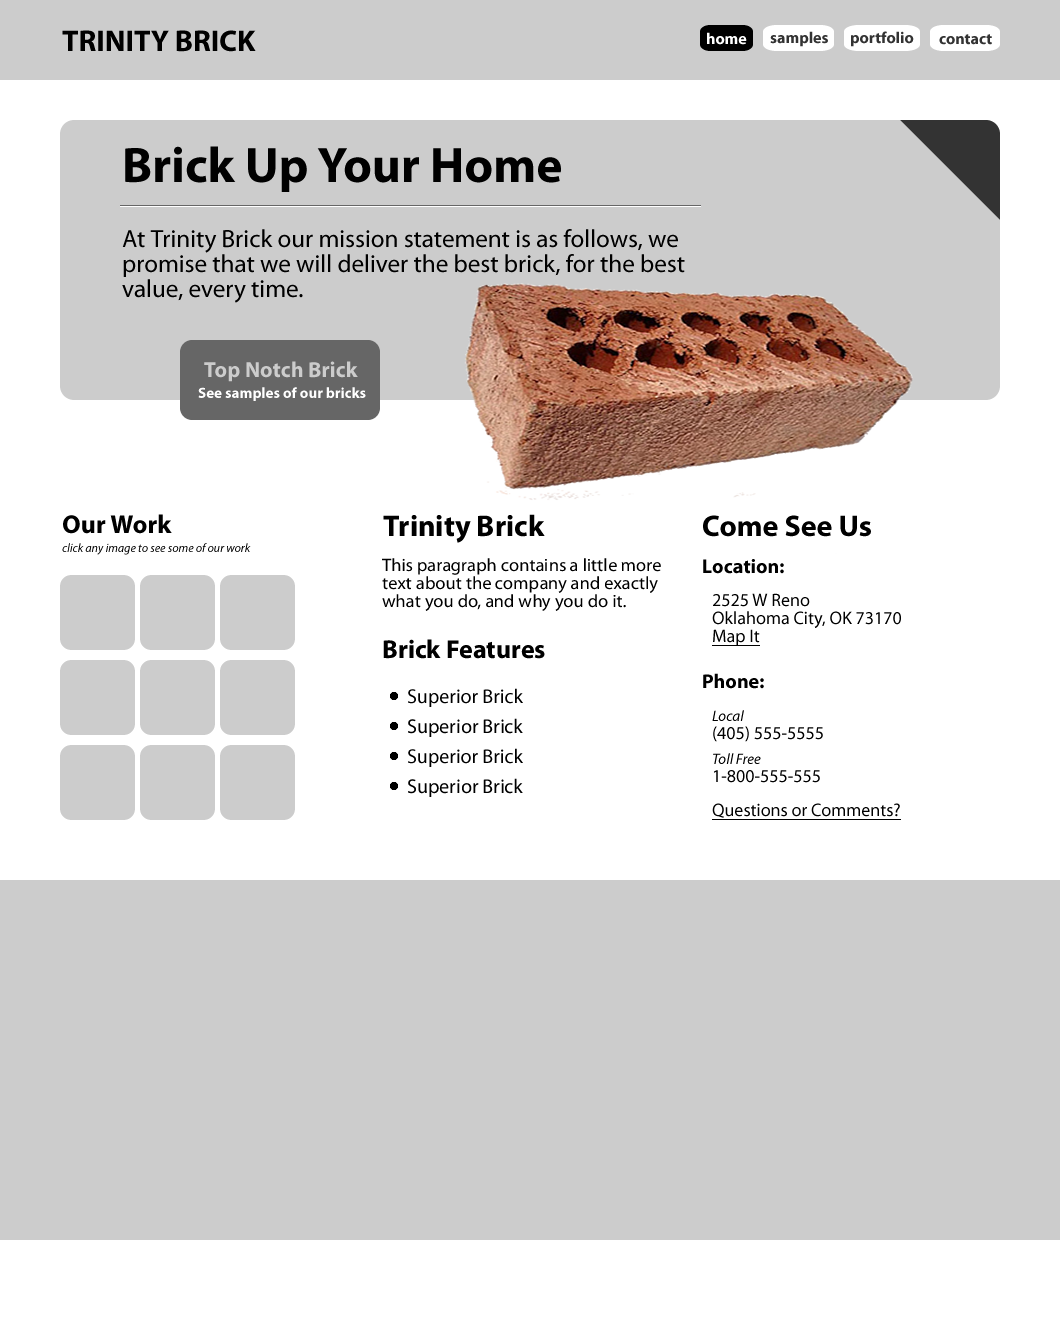 TRINITY BRICK
home samples portfolio contact
Brick Up Your Home
At Trinity Brick our mission statement is as follows, we
promise that we will deliver the best brick, for the best
value, every time.
Top Notch Brick
See samples of our bricks
Our Work
click any image to see some of our work
Trinity Brick
This paragraph contains a little more
text about the company and exactly
what you do, and why you do it.
Brick Features
Superior Brick
Superior Brick
Superior Brick
Superior Brick
Come See Us
Location:
2525 W Reno
Oklahoma City, OK 73170
Map It
Phone:
Local
(405) 555-5555
Toll Free
1-800-555-555
Questions or Comments?